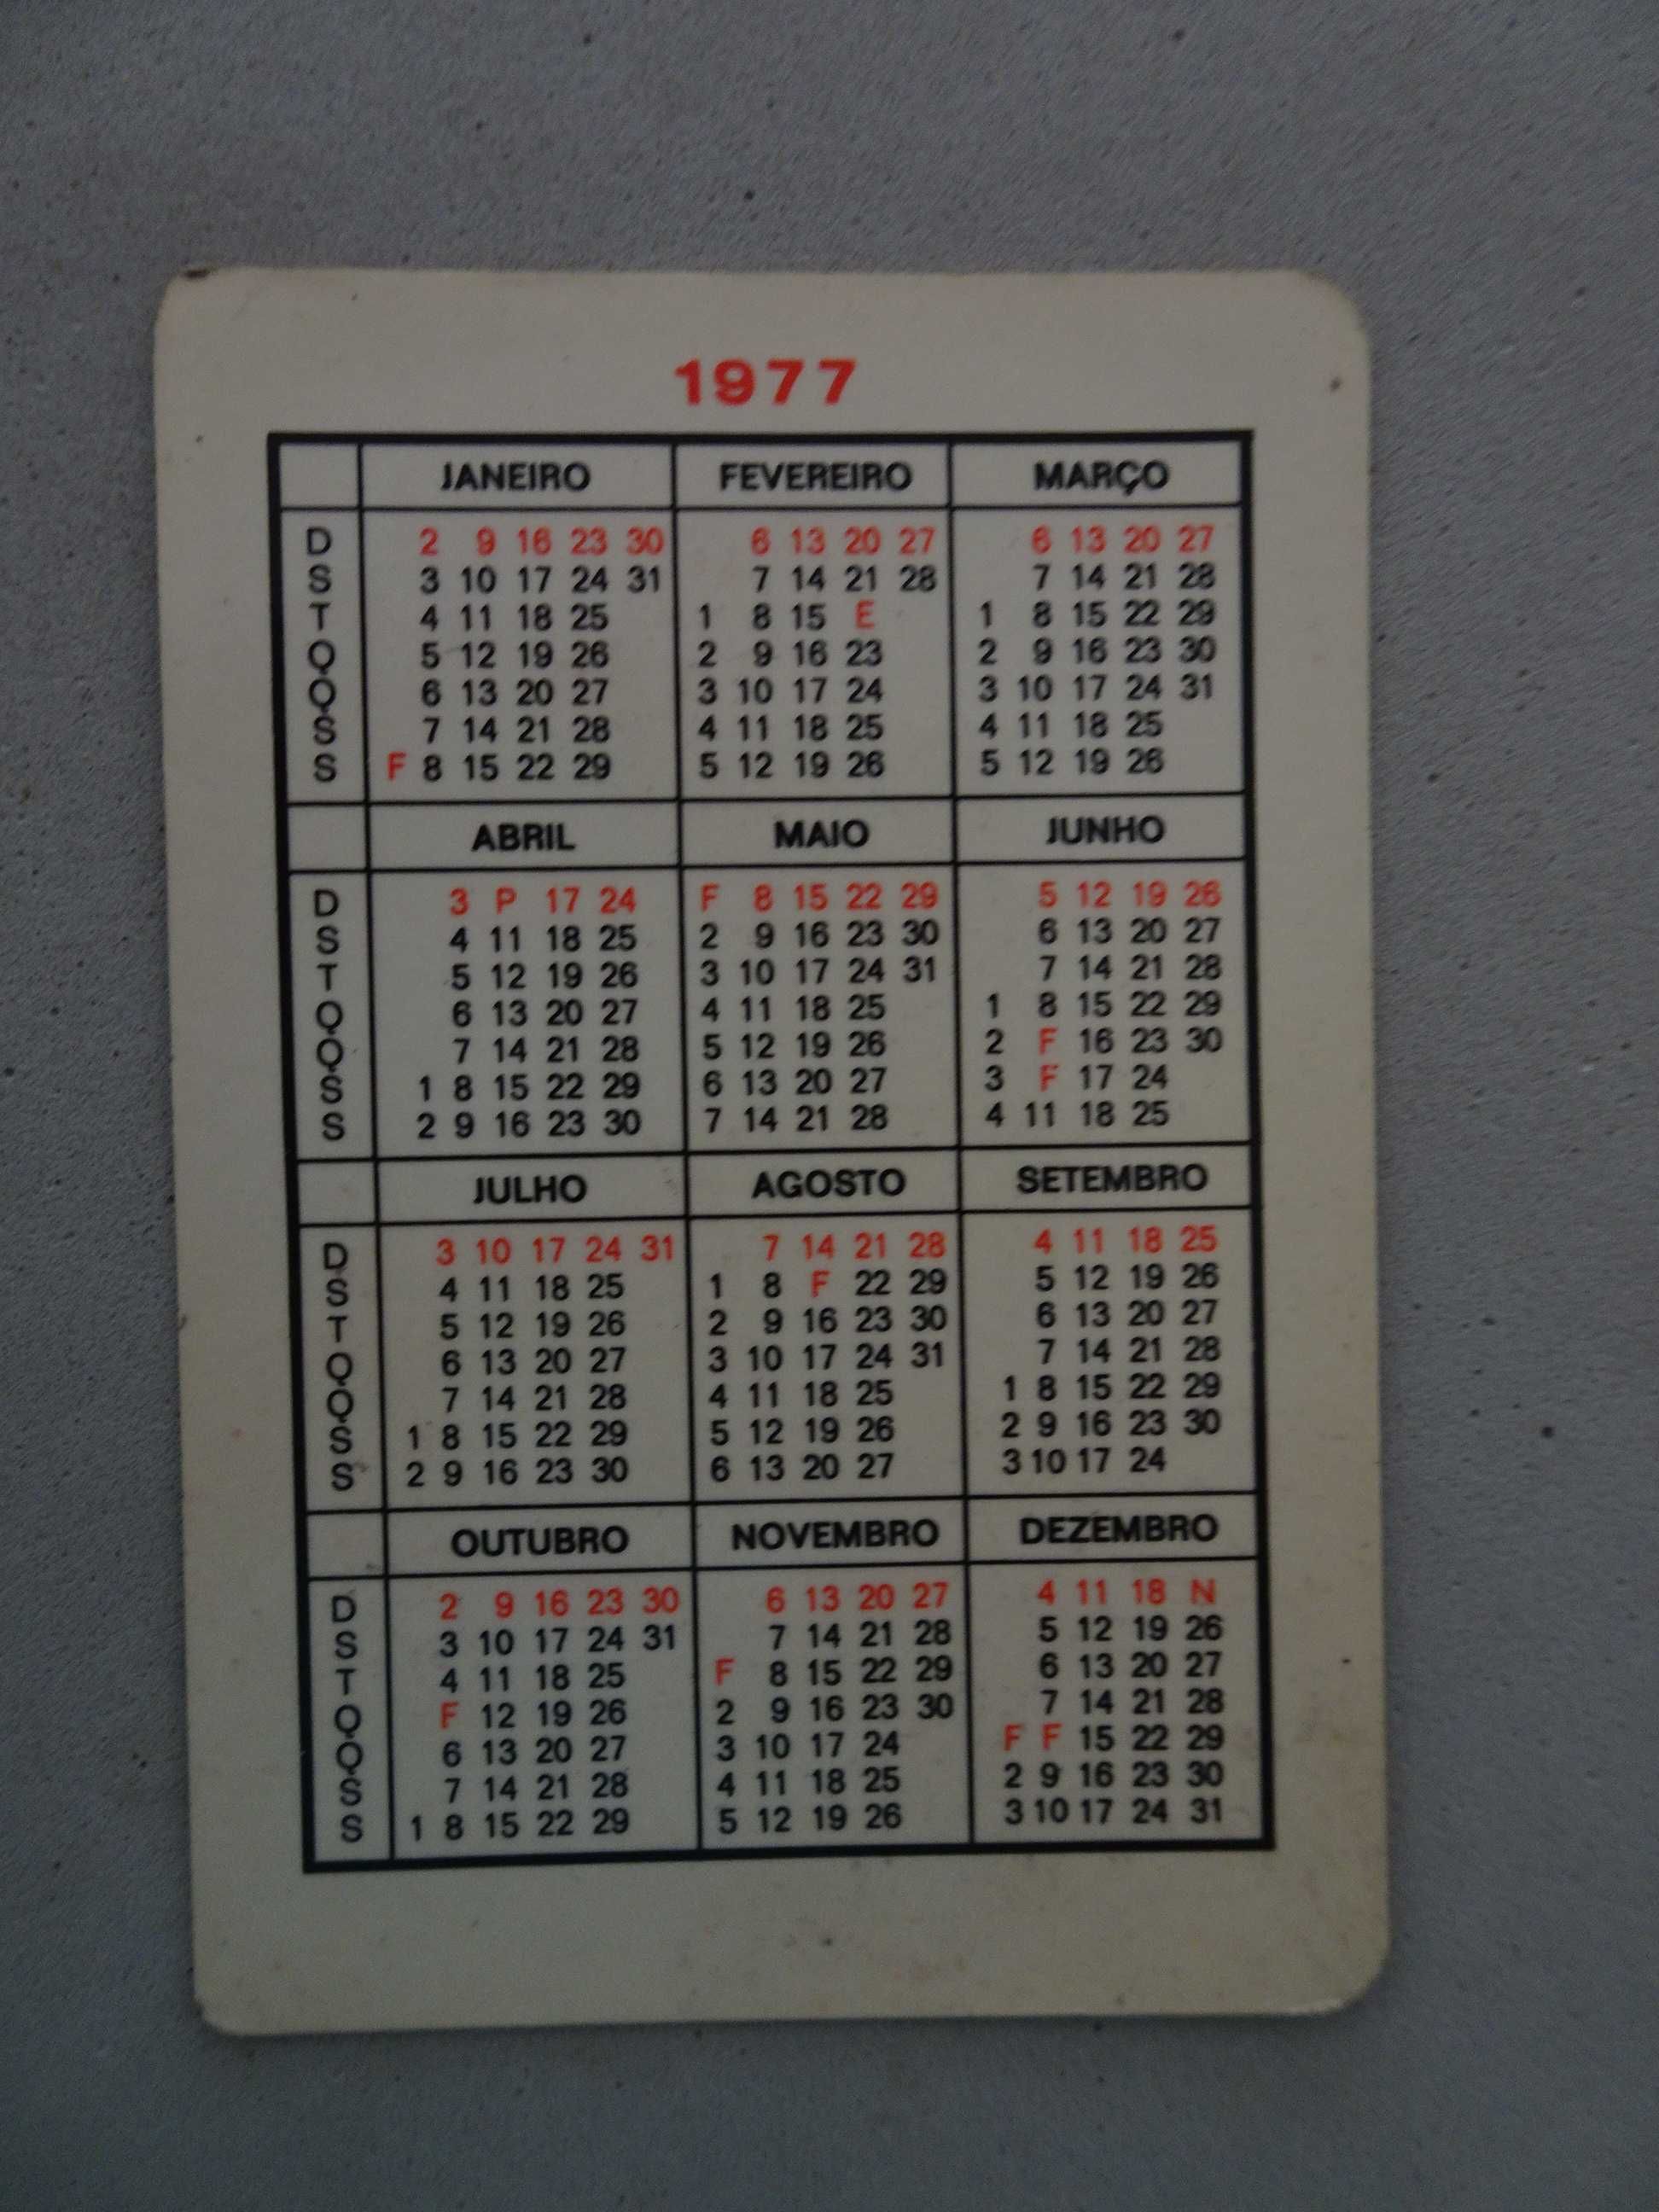 1977
JANEIRO FEVEREIRO MARÇO
D 2 9 16 23 30 6 13 20 27 6 13 20 27
S 3 10 17 24 31 7 14 21 28 7 14 21 28
T 4 11 18 25 1 8 15 E 1 8 15 22 29
Q 5 12 19 26 2 9 16 23 2 9 16 23 30
Q 6 13 20 27 3 10 17 24 3 10 17 24 31
S 7 14 21 28 4 11 18 25 4 11 18 25
S F 8 15 22 29 5 12 19 26 5 12 19 26
ABRIL MAIO JUNHO
D 3 P 17 24 F 8 15 22 29 5 12 19 26
S 4 11 18 25 2 9 16 23 30 6 13 20 27
T 5 12 19 26 3 10 17 24 31 7 14 21 28
Q 6 13 20 27 4 11 18 25 1 8 15 22 29
Q 7 14 21 28 5 12 19 26 2 F 16 23 30
S 1 8 15 22 29 6 13 20 27 3 F 17 24
S 2 9 16 23 30 7 14 21 28 4 11 18 25
JULHO AGOSTO SETEMBRO
D 3 10 17 24 31 7 14 21 28 4 11 18 25
S 4 11 18 25 1 8 F 22 29 5 12 19 26
T 5 12 19 26 2 9 16 23 30 6 13 20 27
Q 6 13 20 27 3 10 17 24 31 7 14 21 28
Q 7 14 21 28 4 11 18 25 1 8 15 22 29
S 1 8 15 22 29 5 12 19 26 2 9 16 23 30
S 2 9 16 23 30 6 13 20 27 3 10 17 24
OUTUBRO NOVEMBRO DEZEMBRO
D 2 9 16 23 30 6 13 20 27 4 11 18 N
S 3 10 17 24 31 7 14 21 28 5 12 19 26
T 4 11 18 25 F 8 15 22 29 6 13 20 27
Q F 12 19 26 2 9 16 23 30 7 14 21 28
Q 6 13 20 27 3 10 17 24 F F 15 22 29
S 7 14 21 28 4 11 18 25 2 9 16 23 30
S 1 8 15 22 29 5 12 19 26 3 10 17 24 31